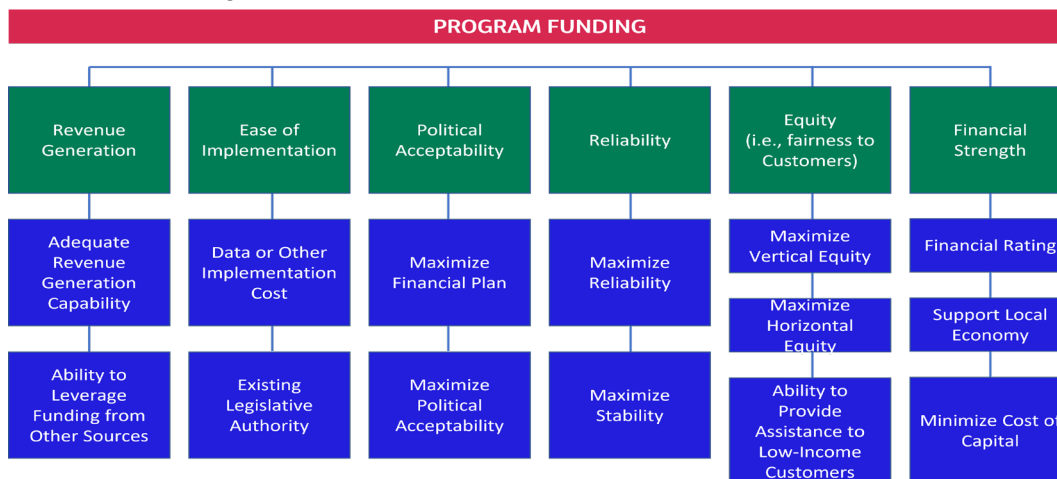 PROGRAM FUNDING
Revenue
Generation
Ease of
Implementation
Political
Acceptability
Reliability
Equity
(i.e., fairness to
Customers)
Financial
Strength
Adequate
Revenue
Generation
Capability
Data or Other
Implementation
Cost
Maximize
Financial Plan
Maximize
Reliability
Maximize
Vertical Equity
Financial Rating
Maximize
Horizontal
Equity
Support Local
Economy
Ability to
Leverage
Funding from
Other Sources
Existing
Legislative
Authority
Maximize
Political
Acceptability
Maximize
Stability
Ability to
Provide
Assistance to
Low-Income
Customers
Minimize Cost of
Capital